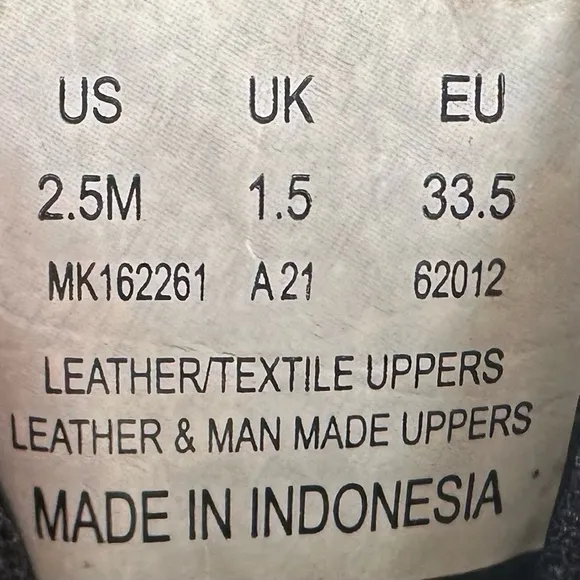 US UK EU
2.5M 1.5 33.5
MK162261 A21 62012
LEATHER/TEXTILE UPPERS
LEATHER & MAN MADE UPPERS
MADE IN INDONESIA